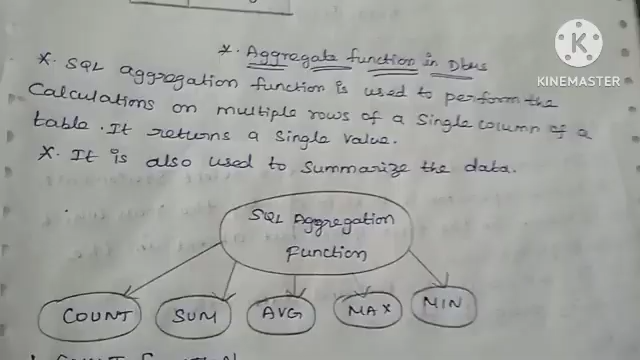 *. Aggregate function in Dbms
*. SQL aggregation function is used to perform the
Calculations on multiple rows of a single column of a
table. It returns a single value.
*. It is also used to summarize the data.
SQL Aggregation
Function
COUNT SUM AVG MAX MIN
K
KINEMASTER